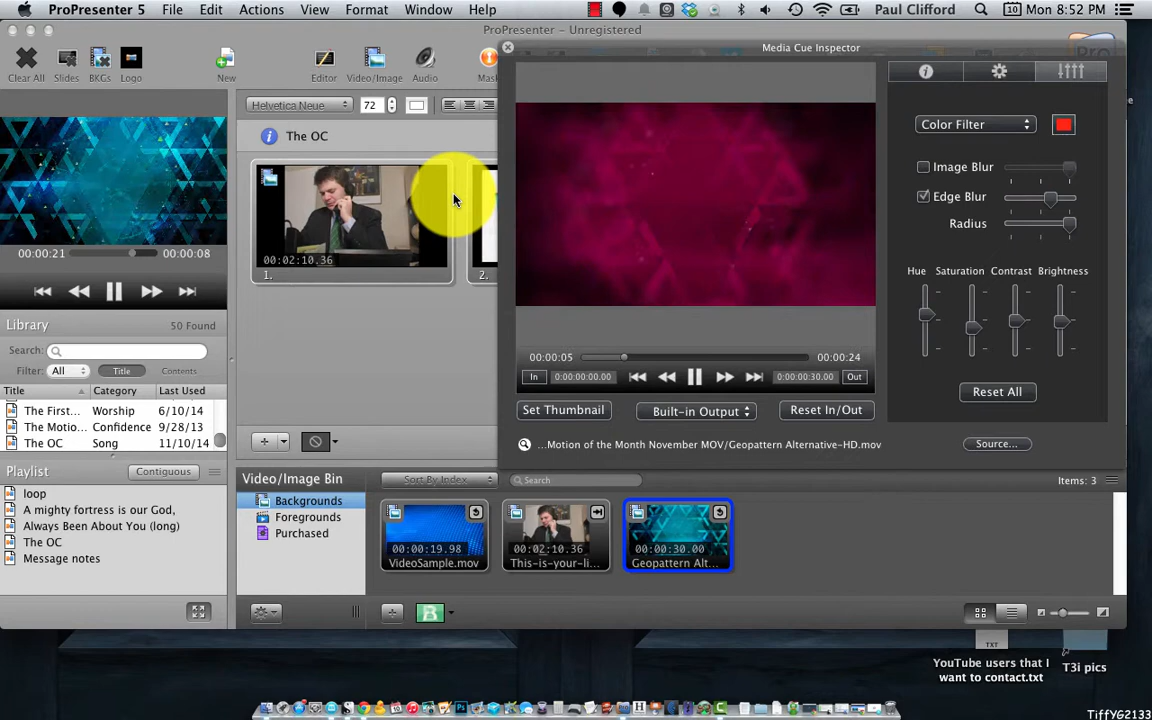 ProPresenter 5 File Edit Actions View Format Window Help 10 Mon 8:52 PM Paul Clifford
ProPresenter - Unregistered
Clear All Slides BKGs Logo New Editor Video/Image Audio Mask
Media Cue Inspector
Helvetica Neue 72
The OC
00:02:10.36
1.
2.
00:00:21 00:00:08
Library 50 Found
Search:
Filter: All Title Contents
Title Category Last Used
The First... Worship 6/10/14
The Motio... Confidence 9/28/13
The OC Song 11/10/14
Playlist Contiguous
loop
A mighty fortress is our God,
Always Been About You (long)
The OC
Message notes
Color Filter
Image Blur
Edge Blur
Radius
Hue Saturation Contrast Brightness
Reset All
00:00:05 00:00:24
In 0:00:00:00.00 0:00:00:30.00 Out
Set Thumbnail Built-in Output Reset In/Out
...Motion of the Month November MOV/Geopattern Alternative-HD.mov
Source...
Video/Image Bin Sort By Index Search Items: 3
Backgrounds
Foregrounds
Purchased
00:00:19.98
VideoSample.mov
00:02:10.36
This-is-your-li...
00:00:30.00
Geopattern Alt...
TXT
YouTube users that I
want to contact.txt
T3i pics
Tiffy62133